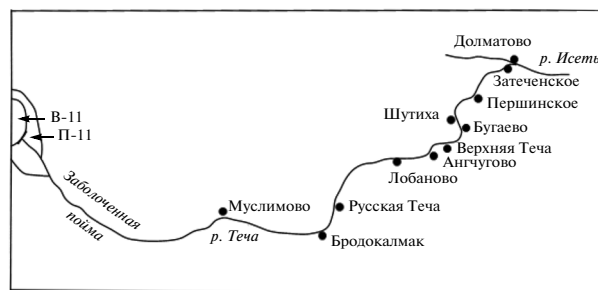 Долматово
р. Исеть
Затеченское
Першинское
Шутиха
В-11
Бугаево
П-11
Верхняя Теча
Ангчугово
Лобаново
Заболоченная
пойма
Муслимово
Русская Теча
р. Теча
Бродокалмак